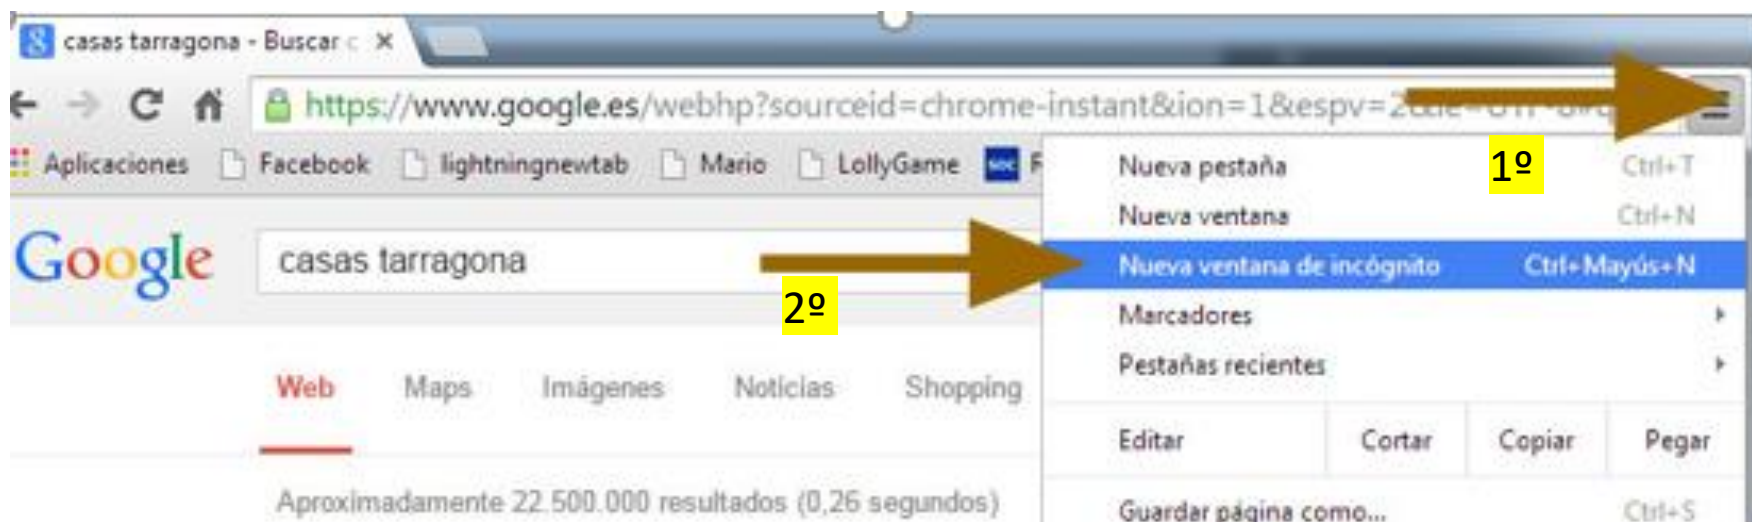 casas tarragona - Buscar c
https://www.google.es/webhp?sourceid=chrome-instant&ion=1&espv=2
Aplicaciones Facebook lightningnewtab Mario LollyGame soc F
1º
Nueva pestaña Ctrl+T
Nueva ventana Ctrl+N
Google casas tarragona
Nueva ventana de incógnito Ctrl+Mayús+N
2º
Marcadores
Pestañas recientes
Web Maps Imágenes Noticias Shopping
Editar Cortar Copiar Pegar
Aproximadamente 22.500.000 resultados (0,26 segundos)
Guardar página como... Ctrl+S